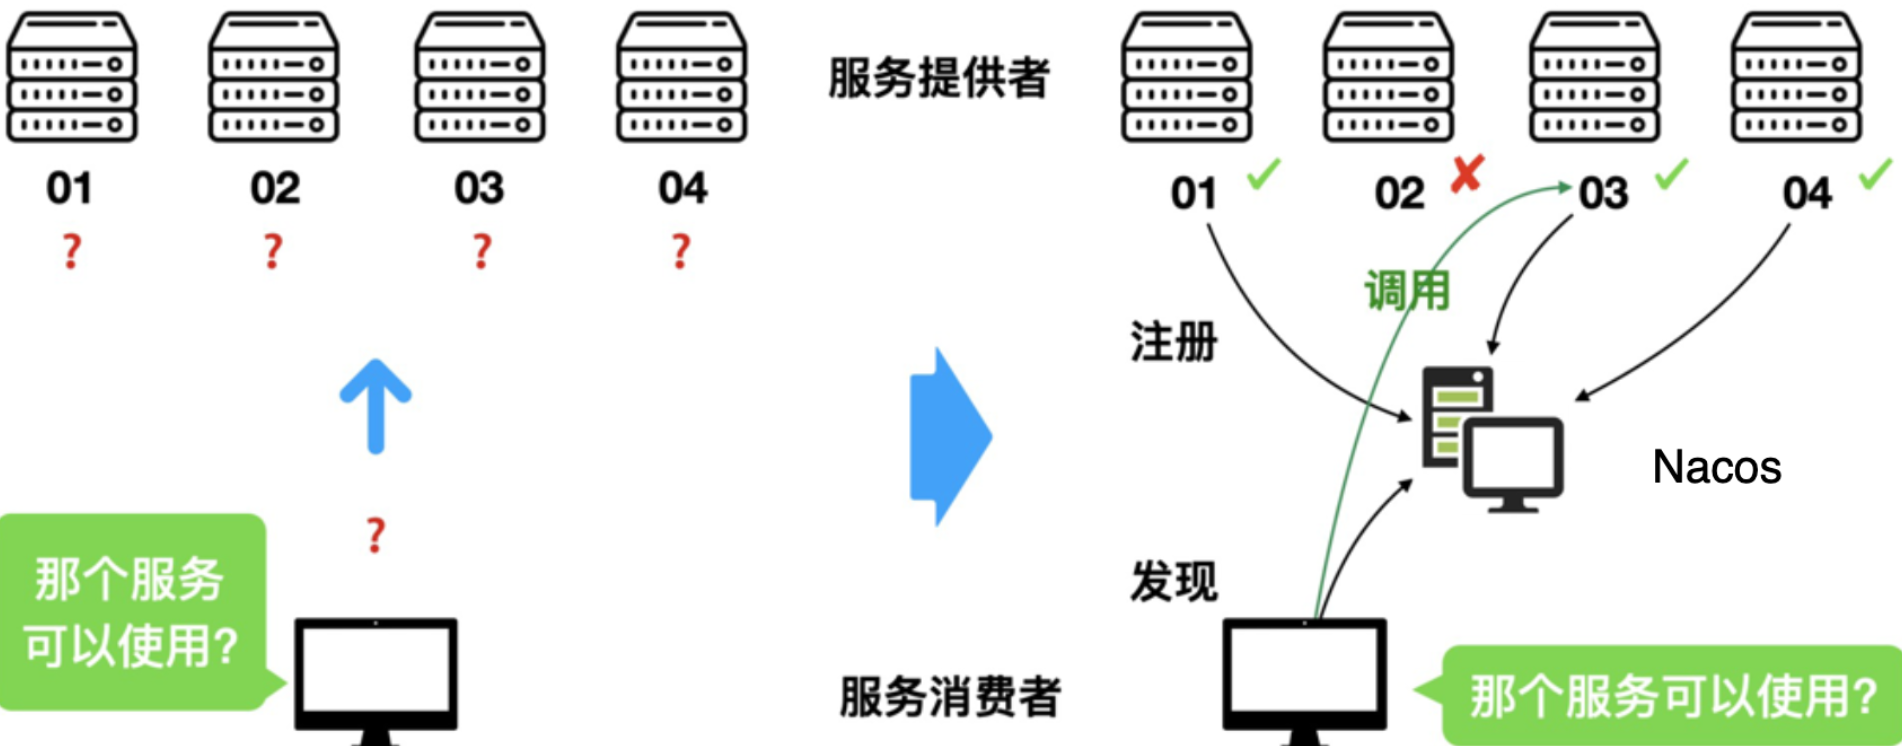 服务提供者
01 02 03 04
? ? ? ?
?
那个服务
可以使用?
01 02 03 04
调用
注册
Nacos
发现
服务消费者
那个服务可以使用?